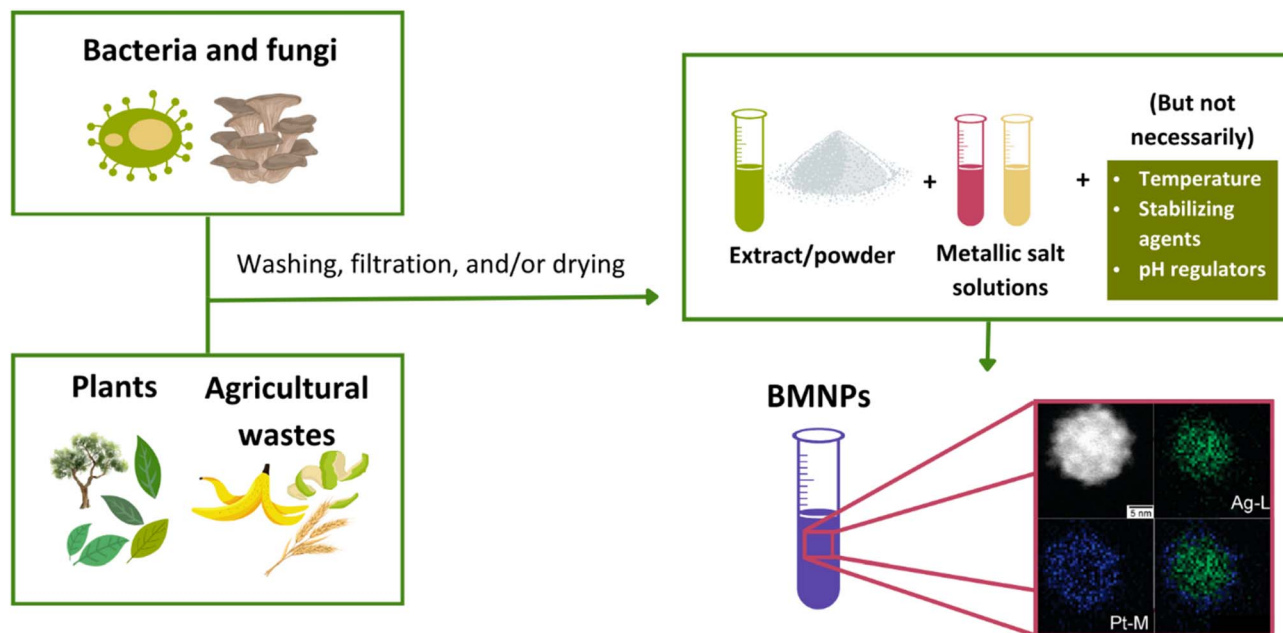 Bacteria and fungi
Washing, filtration, and/or drying
Plants
Agricultural
wastes
Extract/powder
+
Metallic salt
solutions
+
(But not
necessarily)
• Temperature
• Stabilizing
agents
• pH regulators
BMNPs
5 nm
Ag-L
Pt-M